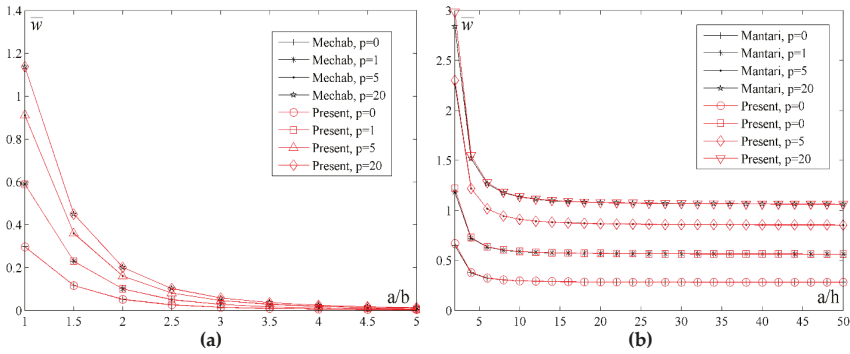 w̅
1.4
1.2
1
0.8
0.6
0.4
0.2
0
1 1.5 2 2.5 3 3.5 4 4.5 5
a/b
Mechab, p=0
Mechab, p=1
Mechab, p=5
Mechab, p=20
Present, p=0
Present, p=1
Present, p=5
Present, p=20
(a)
w̅
3
2.5
2
1.5
1
0.5
0
5 10 15 20 25 30 35 40 45 50
a/h
Mantari, p=0
Mantari, p=1
Mantari, p=5
Mantari, p=20
Present, p=0
Present, p=0
Present, p=5
Present, p=20
(b)